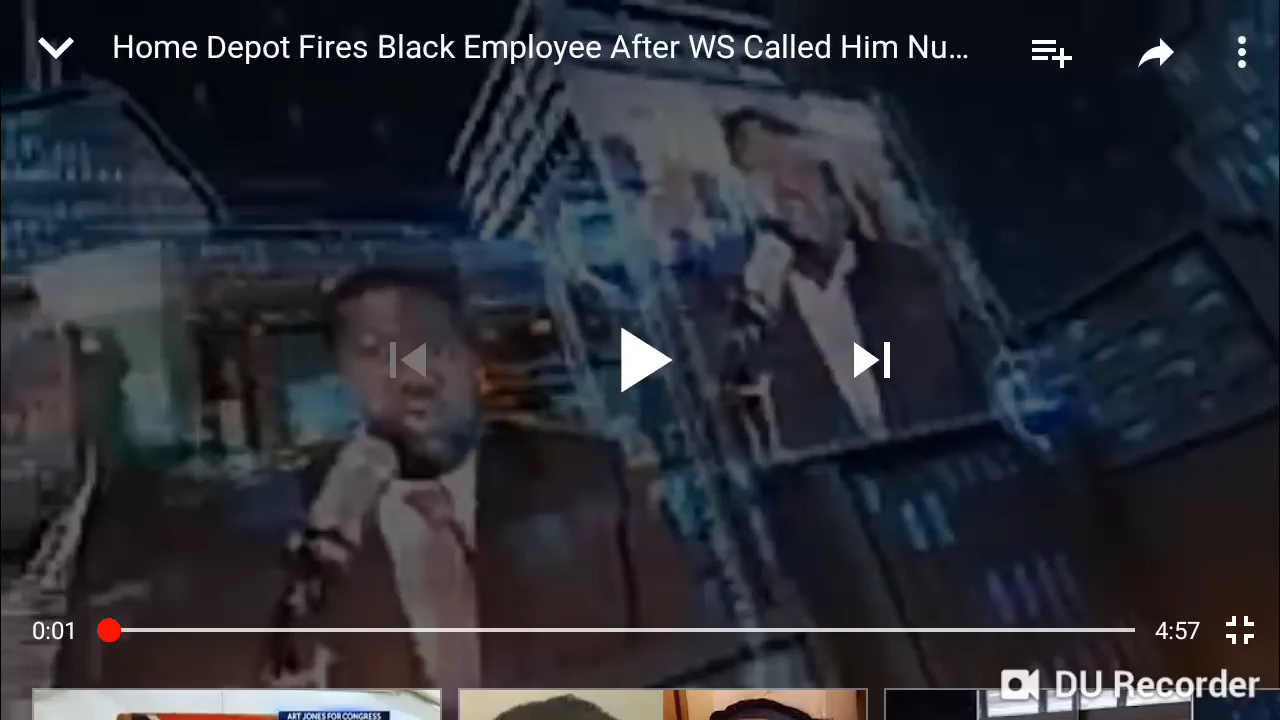 Home Depot Fires Black Employee After WS Called Him Nu...
0:01
4:57
DU Recorder
ART JONES FOR CONGRESS